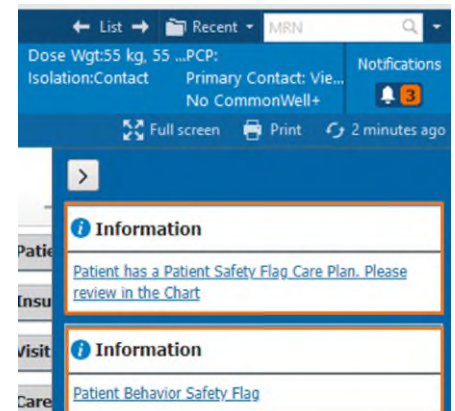 List
Recent
MRN
Dose Wgt:55 kg, 55 ...PCP:
Isolation:Contact
Primary Contact: Vie...
No CommonWell+
Notifications
3
Full screen
Print
2 minutes ago
>
Information
Patient has a Patient Safety Flag Care Plan. Please
review in the Chart
Information
Patient Behavior Safety Flag
Patie
Insu
Visit
Care